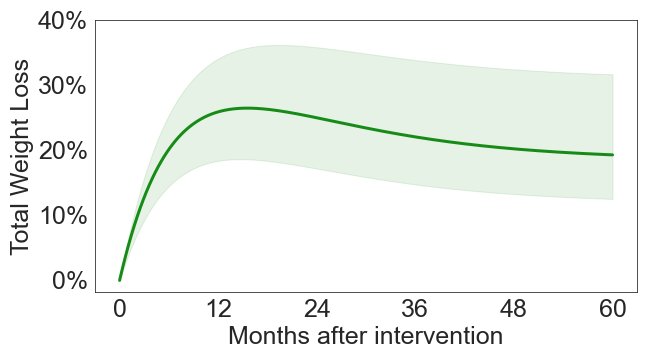 Total Weight Loss
40%
30%
20%
10%
0%
0 12 24 36 48 60
Months after intervention